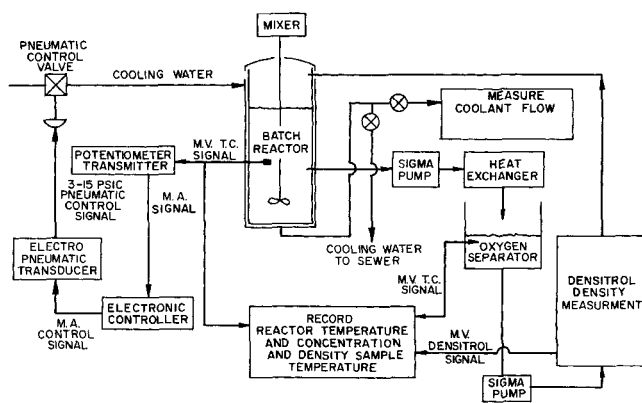 MIXER
PNEUMATIC
CONTROL
VALVE
COOLING WATER
MEASURE
COOLANT FLOW
BATCH
REACTOR
M.V. T.C.
SIGNAL
POTENTIOMETER
TRANSMITTER
SIGMA
PUMP
HEAT
EXCHANGER
3-15 PSIC
PNEUMATIC
CONTROL
SIGNAL
M.A.
SIGNAL
ELECTRO
PNEUMATIC
TRANSDUCER
COOLING WATER
TO SEWER
OXYGEN
SEPARATOR
M.V. T.C.
SIGNAL
DENSITROL
DENSITY
MEASURMENT
ELECTRONIC
CONTROLLER
M.A.
CONTROL
SIGNAL
RECORD
REACTOR TEMPERATURE
AND CONCENTRATION
AND DENSITY SAMPLE
TEMPERATURE
M.V.
DENSITROL
SIGNAL
SIGMA
PUMP